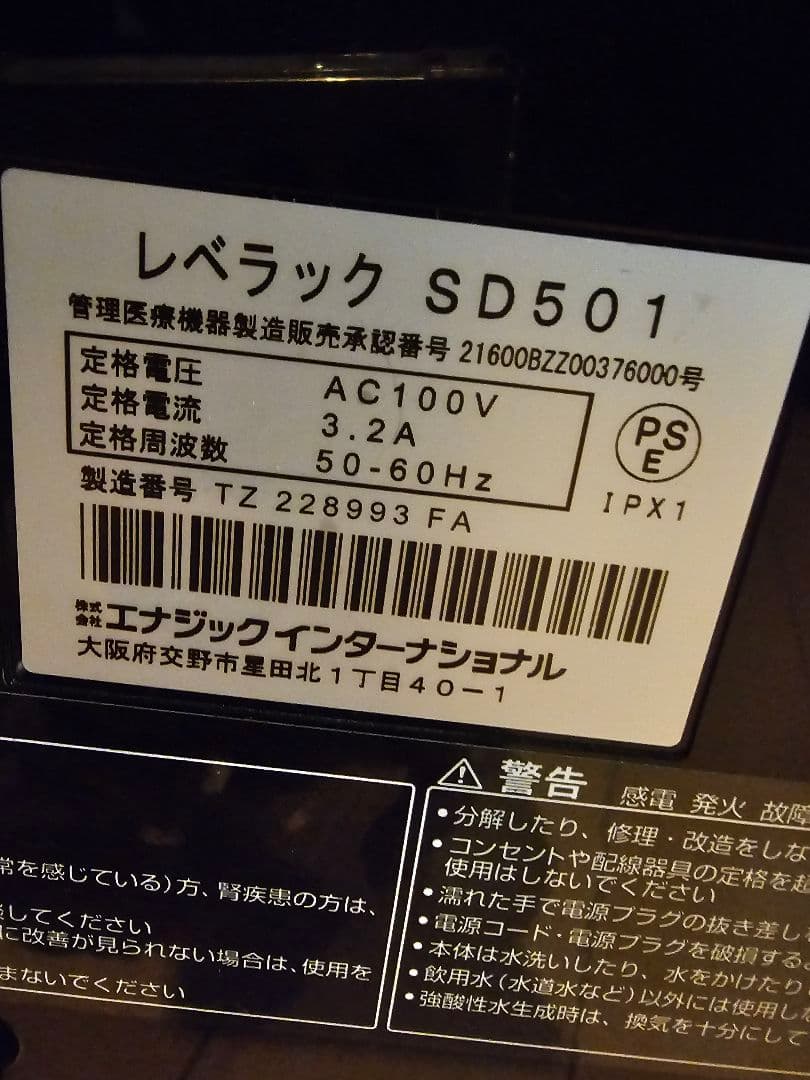 レベラック SD501
管理医療機器製造販売承認番号 21600BZZ00376000号
定格電圧 AC100V
定格電流 3.2A
定格周波数 50-60Hz
PS
E
IPX1
製造番号 TZ 228993 FA
株式会社 エナジックインターナショナル
大阪府交野市星田北1丁目40-1
常を感じている)方、腎疾患の方は、
してください
に改善が見られない場合は、使用を
まないでください
⚠ 警告 感電 発火 故障
•分解したり、修理・改造をしな
•コンセントや配線器具の定格を超
使用はしないでください
•濡れた手で電源プラグの抜き差し
•電源コード・電源プラグを破損する
•本体は水洗いしたり、水をかけたり
•飲用水(水道水など)以外には使用し
•強酸性水生成時は、換気を十分にして